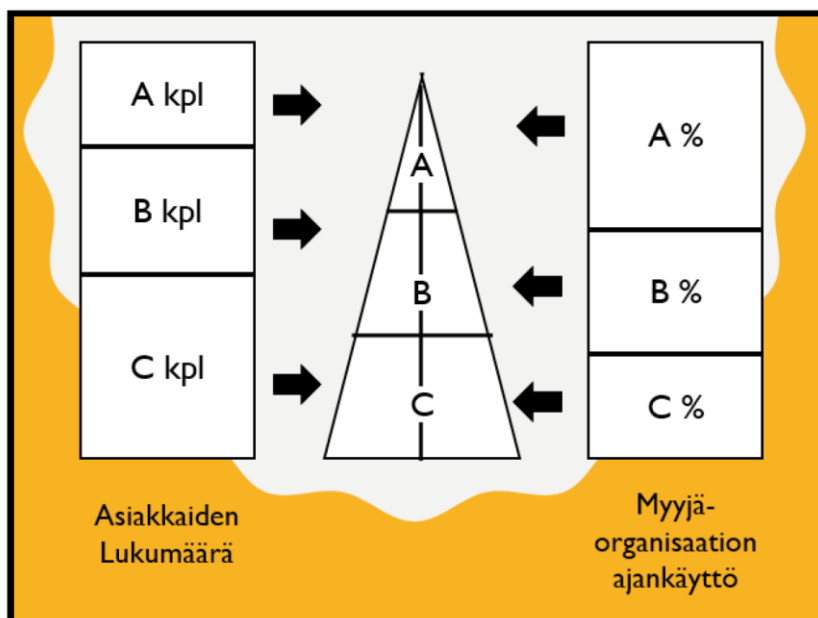 A kpl
B kpl
C kpl
Asiakkaiden
Lukumäärä
A
B
C
A %
B %
C %
Myyjä-
organisaation
ajankäyttö